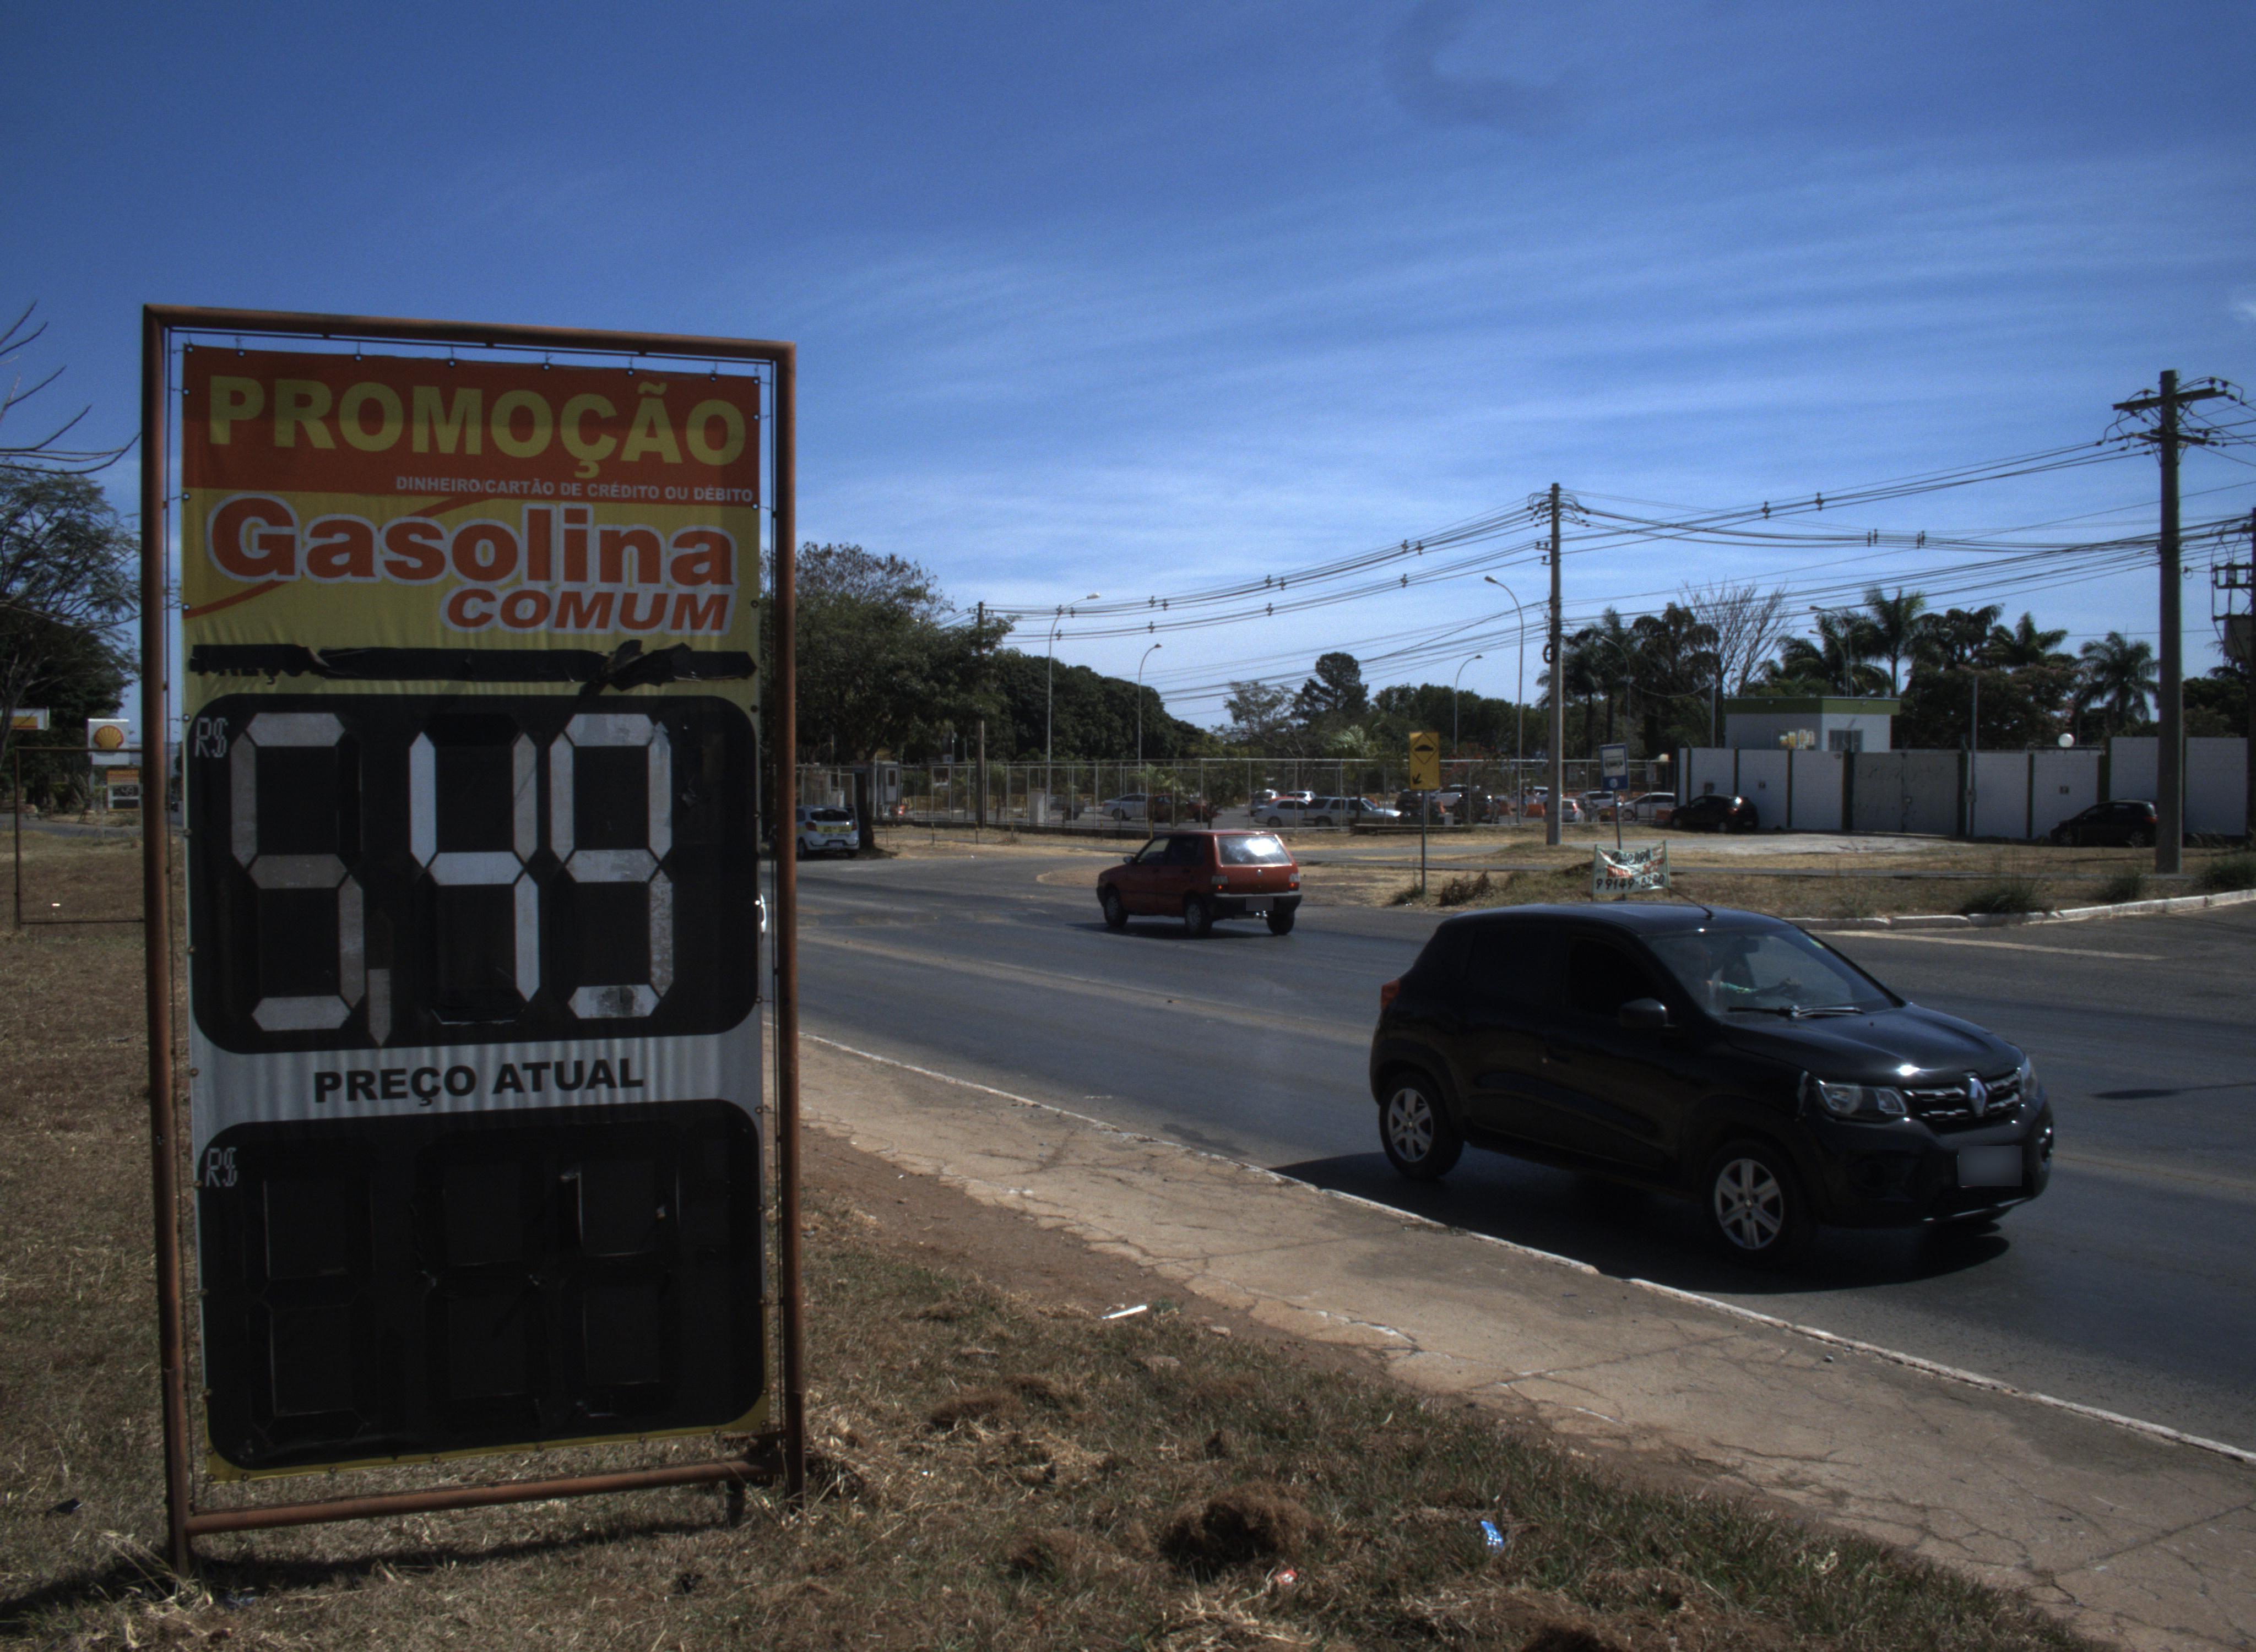 PROMOÇÃO
DINHEIRO/CARTÃO DE CRÉDITO OU DÉBITO
Gasolina
COMUM
R$
5,49
PREÇO ATUAL
R$